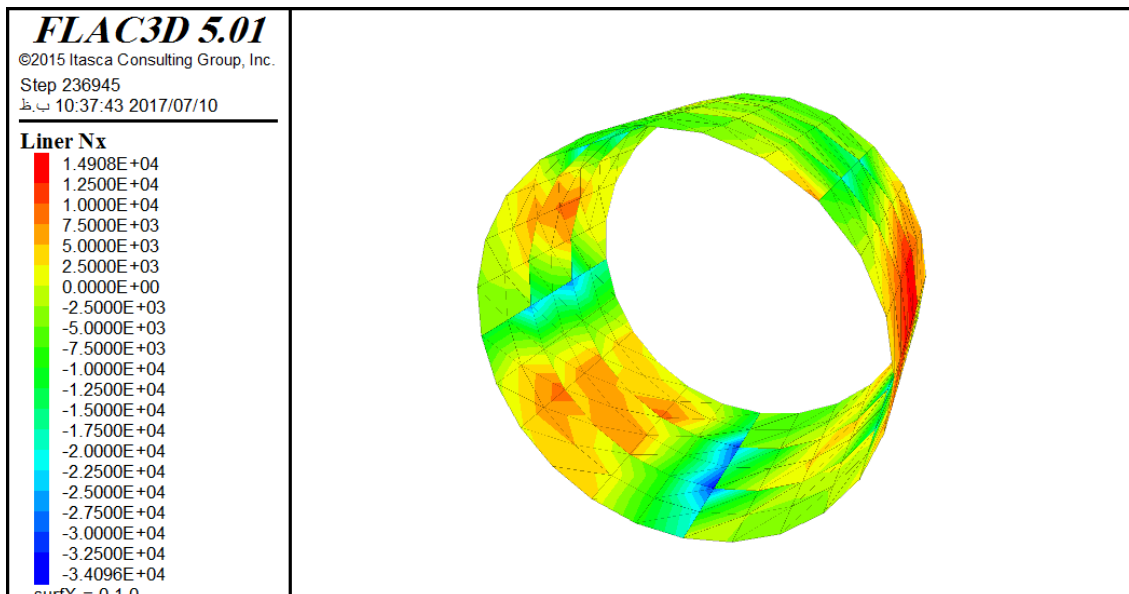 FLAC3D 5.01
©2015 Itasca Consulting Group, Inc.
Step 236945
ب.ظ 10:37:43 2017/07/10
Liner Nx
1.4908E+04
1.2500E+04
1.0000E+04
7.5000E+03
5.0000E+03
2.5000E+03
0.0000E+00
-2.5000E+03
-5.0000E+03
-7.5000E+03
-1.0000E+04
-1.2500E+04
-1.5000E+04
-1.7500E+04
-2.0000E+04
-2.2500E+04
-2.5000E+04
-2.7500E+04
-3.0000E+04
-3.2500E+04
-3.4096E+04
surfX = 0 1 0